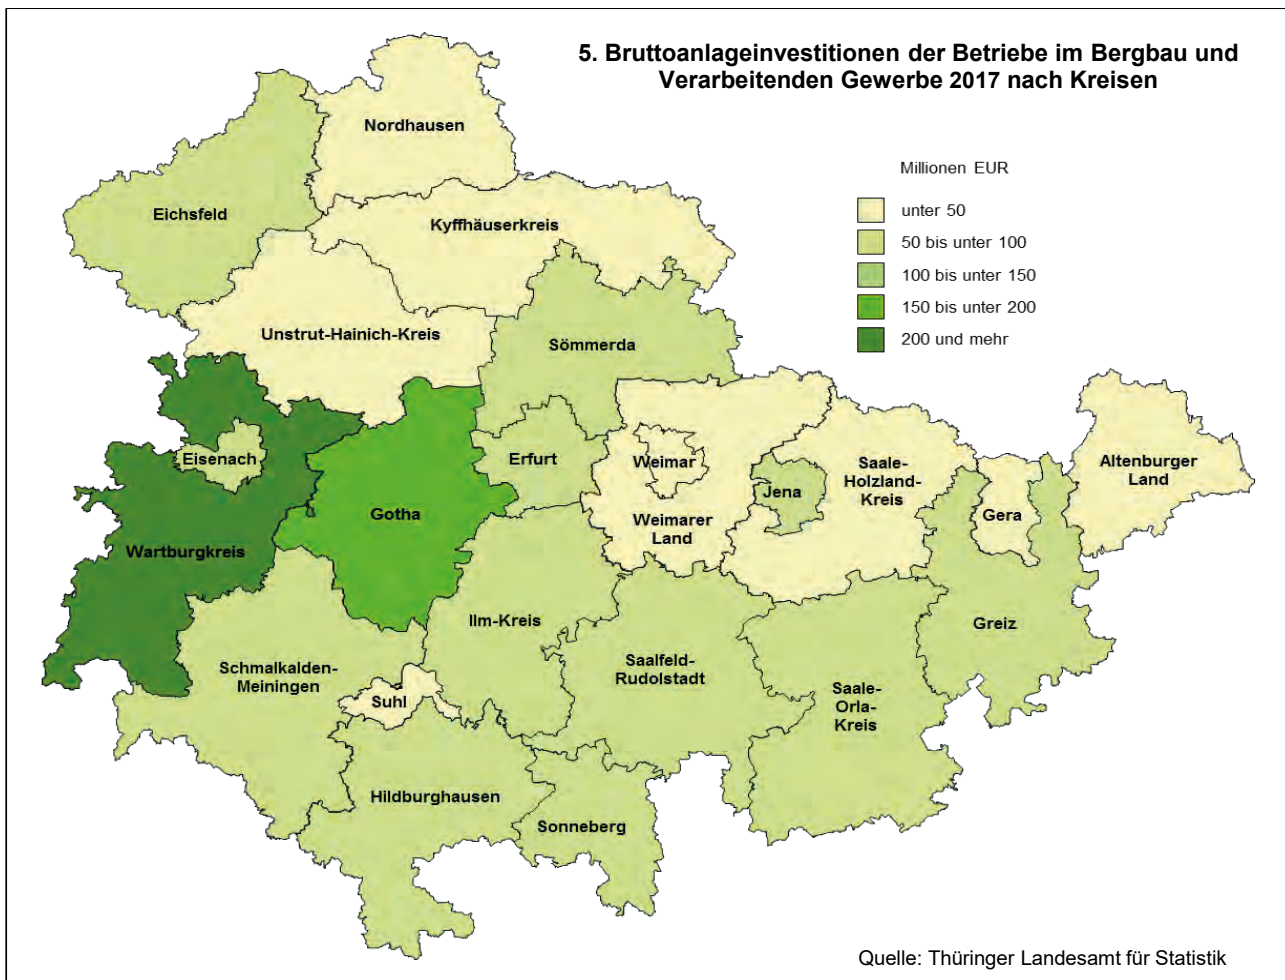 5. Bruttoanlageinvestitionen der Betriebe im Bergbau und
Verarbeitenden Gewerbe 2017 nach Kreisen
Millionen EUR
unter 50
50 bis unter 100
100 bis unter 150
150 bis unter 200
200 und mehr
Nordhausen
Eichsfeld
Kyffhäuserkreis
Unstrut-Hainich-Kreis
Sömmerda
Eisenach
Erfurt
Weimar
Saale-
Holzland-
Kreis
Altenburger
Land
Jena
Gotha
Weimarer
Land
Gera
Wartburgkreis
Ilm-Kreis
Greiz
Schmalkalden-
Meiningen
Saalfeld-
Rudolstadt
Suhl
Saale-
Orla-
Kreis
Hildburghausen
Sonneberg
Quelle: Thüringer Landesamt für Statistik